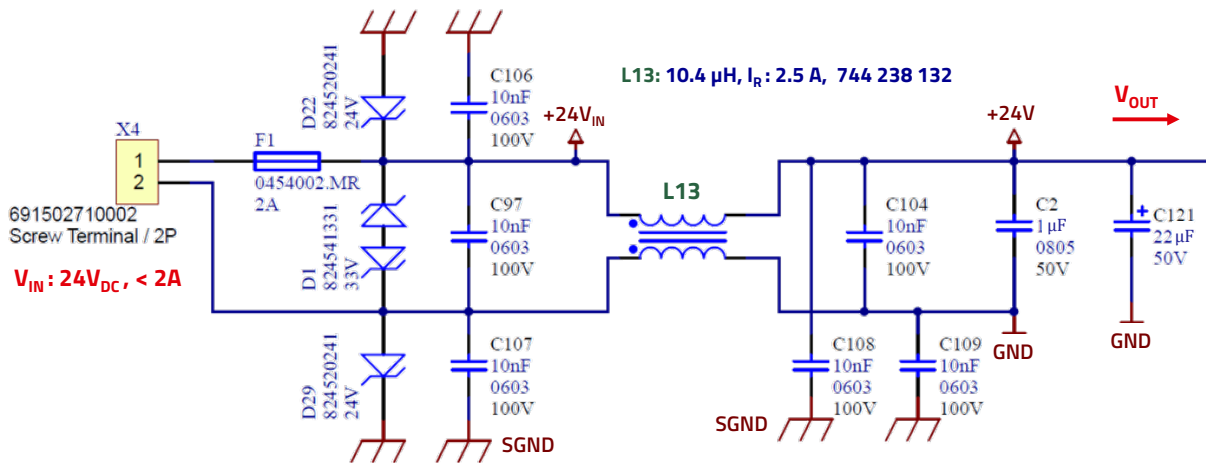 L13: 10.4 µH, IR : 2.5 A, 744 238 132
D22
824520241
24V
C106
10nF
0603
100V
+24VIN
+24V
VOUT
X4
1
2
F1
0454002.MR
2A
691502710002
Screw Terminal / 2P
VIN : 24VDC , < 2A
D1
824541331
33V
C97
10nF
0603
100V
L13
C104
10nF
0603
100V
C2
1µF
0805
50V
+
C121
22µF
50V
GND
GND
D29
824520241
24V
C107
10nF
0603
100V
SGND
C108
10nF
0603
100V
SGND
C109
10nF
0603
100V